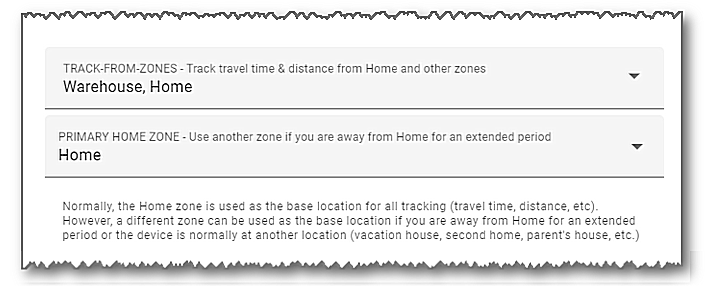 TRACK-FROM-ZONES - Track travel time & distance from Home and other zones
Warehouse, Home
PRIMARY HOME ZONE - Use another zone if you are away from Home for an extended period
Home
Normally, the Home zone is used as the base location for all tracking (travel time, distance, etc).
However, a different zone can be used as the base location if you are away from Home for an extended
period or the device is normally at another location (vacation house, second home, parent's house, etc.)